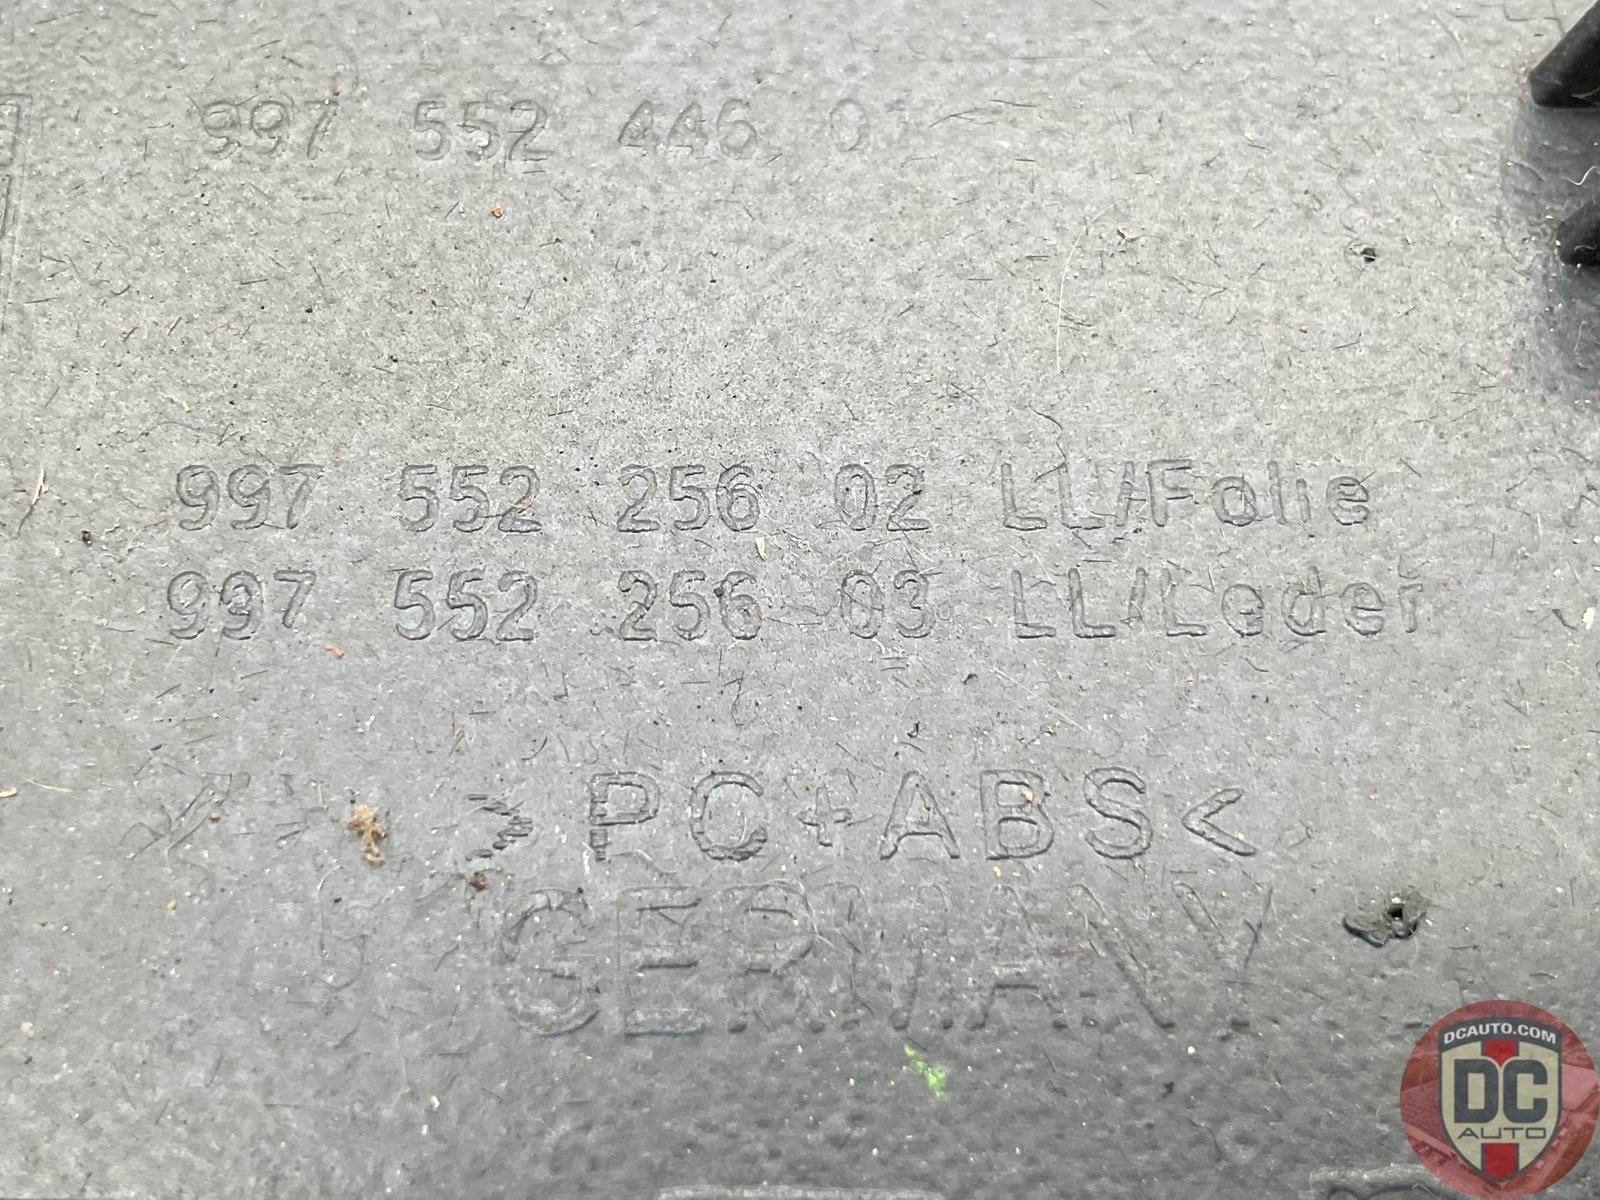 997 552 446 01
997 552 256 02 LL/Folie
997 552 256 03 LL/Leder
>PC+ABS<
GERMANY
DCAUTO.COM
DC
AUTO